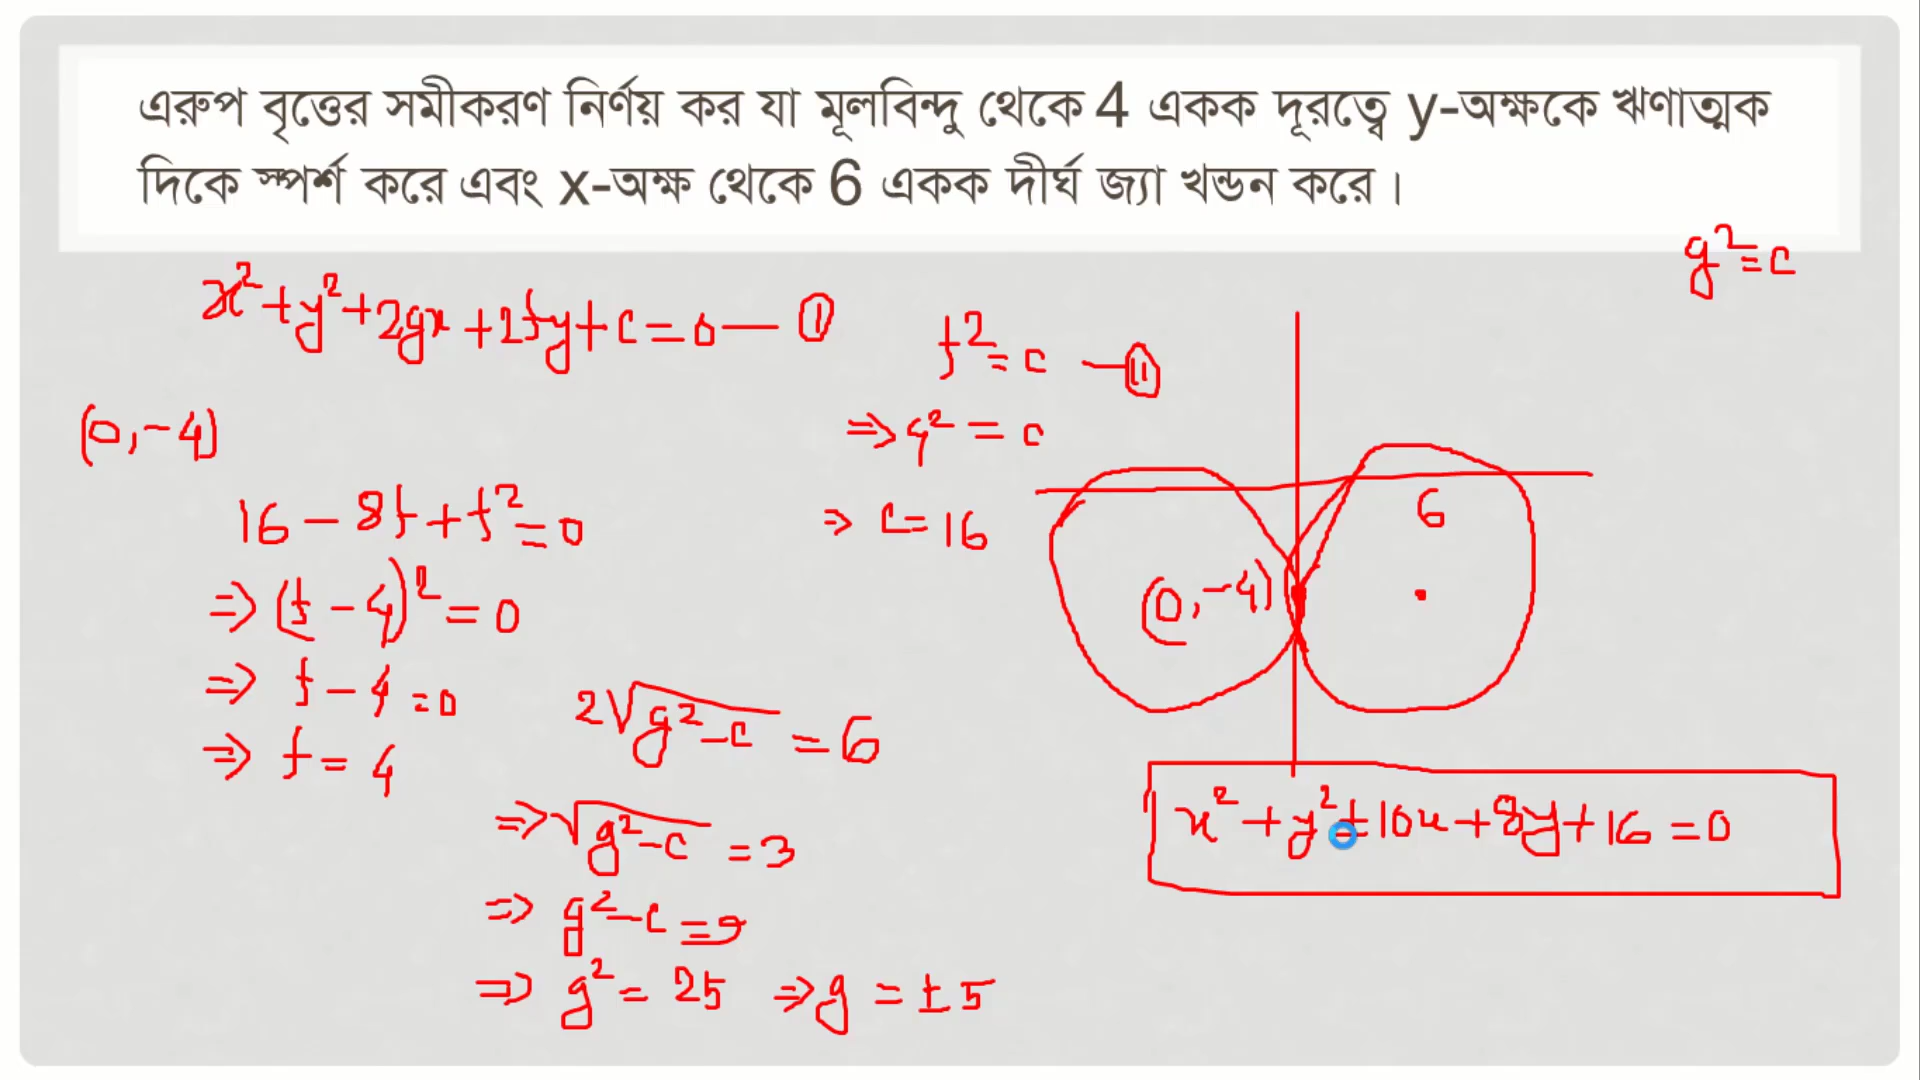 এরুপ বৃত্তের সমীকরণ নির্ণয় কর যা মূলবিন্দু থেকে 4 একক দূরত্বে y-অক্ষকে ঋণাত্মক
দিকে স্পর্শ করে এবং x-অক্ষ থেকে 6 একক দীর্ঘ জ্যা খন্ডন করে।
g²=c
x²+y²+2gx+2fy+c=0 — ①
(0,-4)
16-8f+f²=0
⇒ (f-4)²=0
⇒ f-4=0
⇒ f=4
f²=c — ⑪
⇒ 4²=c
⇒ c=16
2√g²-c = 6
⇒ √g²-c = 3
⇒ g²-c=9
⇒ g²=25 ⇒ g=±5
6
(0,-4)
x²+y²±10x+8y+16=0